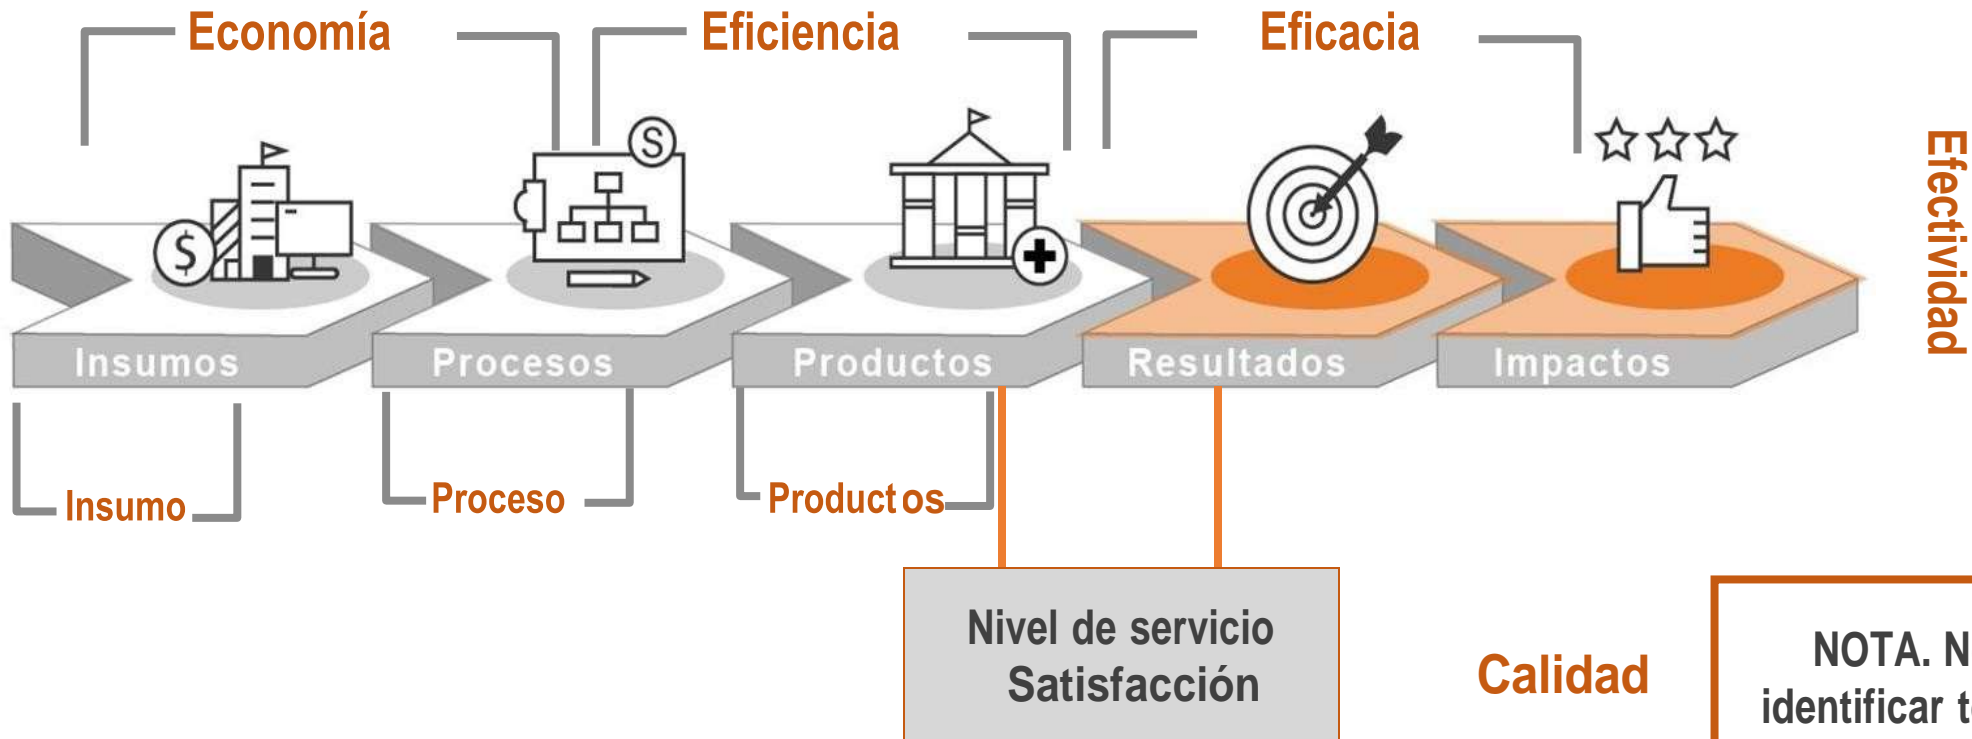 Economía
Eficiencia
Eficacia
Efectividad
S
$
Insumos
Procesos
Productos
Resultados
Impactos
Insumo
Proceso
Productos
Nivel de servicio
Satisfacción
Calidad
NOTA. N
identificar t